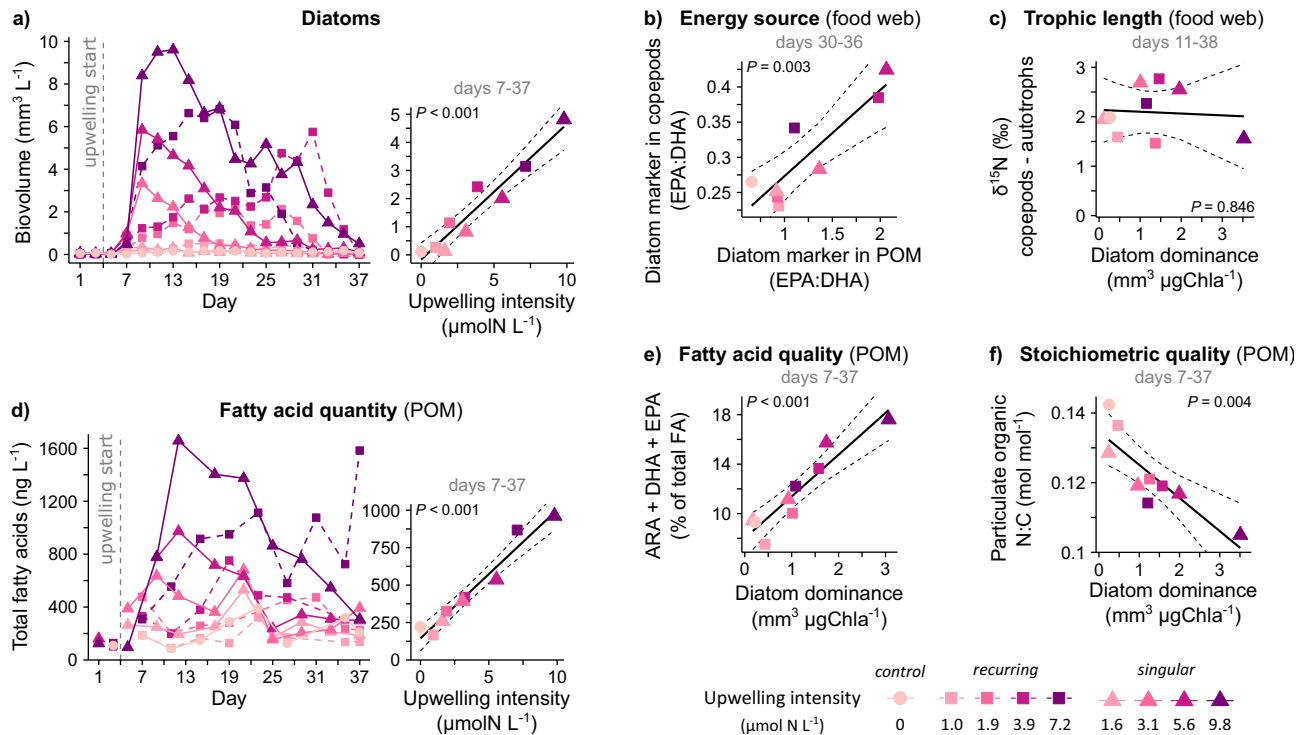 a) Diatoms
Biovolume (mm³ L⁻¹)
10
8
6
4
2
0
upwelling start
1 7 13 19 25 31 37
Day
days 7-37
P < 0.001
5
4
3
2
1
0
0 5 10
Upwelling intensity
(µmolN L⁻¹)
b) Energy source (food web)
days 30-36
P = 0.003
Diatom marker in copepods
(EPA:DHA)
0.4
0.35
0.3
0.25
1 1.5 2
Diatom marker in POM
(EPA:DHA)
c) Trophic length (food web)
days 11-38
δ¹⁵N (‰)
copepods - autotrophs
3
2
1
0
P = 0.846
0 1 2 3
Diatom dominance
(mm³ µgChla⁻¹)
d) Fatty acid quantity (POM)
Total fatty acids (ng L⁻¹)
1600
1200
800
400
0
upwelling start
1 7 13 19 25 31 37
Day
days 7-37
P < 0.001
1000
750
500
250
0
0 5 10
Upwelling intensity
(µmolN L⁻¹)
e) Fatty acid quality (POM)
days 7-37
P < 0.001
ARA + DHA + EPA
(% of total FA)
18
16
14
12
10
0 1 2 3
Diatom dominance
(mm³ µgChla⁻¹)
f) Stoichiometric quality (POM)
days 7-37
P = 0.004
Particulate organic
N:C (mol mol⁻¹)
0.14
0.12
0.1
0 1 2 3
Diatom dominance
(mm³ µgChla⁻¹)
control recurring singular
Upwelling intensity
(µmol N L⁻¹) 0 1.0 1.9 3.9 7.2 1.6 3.1 5.6 9.8